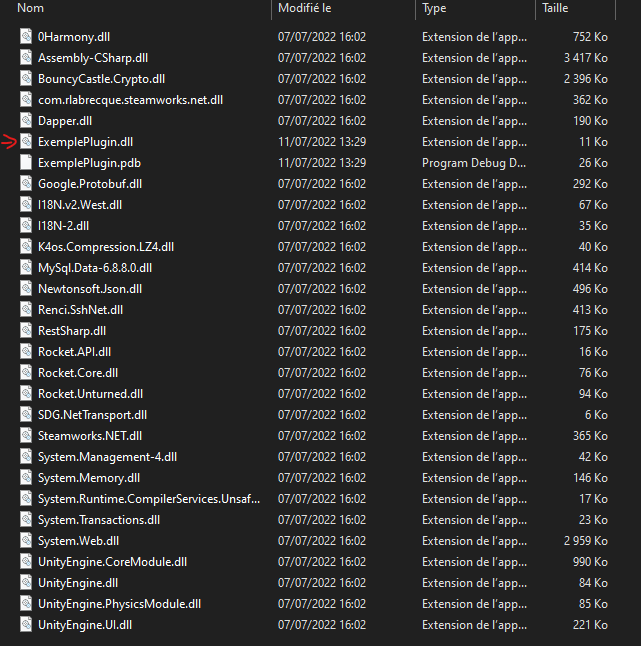 Nom Modifié le Type Taille
0Harmony.dll 07/07/2022 16:02 Extension de l'app... 752 Ko
Assembly-CSharp.dll 07/07/2022 16:02 Extension de l'app... 3 417 Ko
BouncyCastle.Crypto.dll 07/07/2022 16:02 Extension de l'app... 2 396 Ko
com.rlabrecque.steamworks.net.dll 07/07/2022 16:02 Extension de l'app... 362 Ko
Dapper.dll 07/07/2022 16:02 Extension de l'app... 190 Ko
ExemplePlugin.dll 11/07/2022 13:29 Extension de l'app... 11 Ko
ExemplePlugin.pdb 11/07/2022 13:29 Program Debug D... 26 Ko
Google.Protobuf.dll 07/07/2022 16:02 Extension de l'app... 292 Ko
I18N.v2.West.dll 07/07/2022 16:02 Extension de l'app... 67 Ko
I18N-2.dll 07/07/2022 16:02 Extension de l'app... 35 Ko
K4os.Compression.LZ4.dll 07/07/2022 16:02 Extension de l'app... 40 Ko
MySql.Data-6.8.8.0.dll 07/07/2022 16:02 Extension de l'app... 414 Ko
Newtonsoft.Json.dll 07/07/2022 16:02 Extension de l'app... 496 Ko
Renci.SshNet.dll 07/07/2022 16:02 Extension de l'app... 413 Ko
RestSharp.dll 07/07/2022 16:02 Extension de l'app... 175 Ko
Rocket.API.dll 07/07/2022 16:02 Extension de l'app... 16 Ko
Rocket.Core.dll 07/07/2022 16:02 Extension de l'app... 76 Ko
Rocket.Unturned.dll 07/07/2022 16:02 Extension de l'app... 94 Ko
SDG.NetTransport.dll 07/07/2022 16:02 Extension de l'app... 6 Ko
Steamworks.NET.dll 07/07/2022 16:02 Extension de l'app... 365 Ko
System.Management-4.dll 07/07/2022 16:02 Extension de l'app... 42 Ko
System.Memory.dll 07/07/2022 16:02 Extension de l'app... 146 Ko
System.Runtime.CompilerServices.Unsaf... 07/07/2022 16:02 Extension de l'app... 17 Ko
System.Transactions.dll 07/07/2022 16:02 Extension de l'app... 23 Ko
System.Web.dll 07/07/2022 16:02 Extension de l'app... 2 959 Ko
UnityEngine.CoreModule.dll 07/07/2022 16:02 Extension de l'app... 990 Ko
UnityEngine.dll 07/07/2022 16:02 Extension de l'app... 84 Ko
UnityEngine.PhysicsModule.dll 07/07/2022 16:02 Extension de l'app... 85 Ko
UnityEngine.UI.dll 07/07/2022 16:02 Extension de l'app... 221 Ko